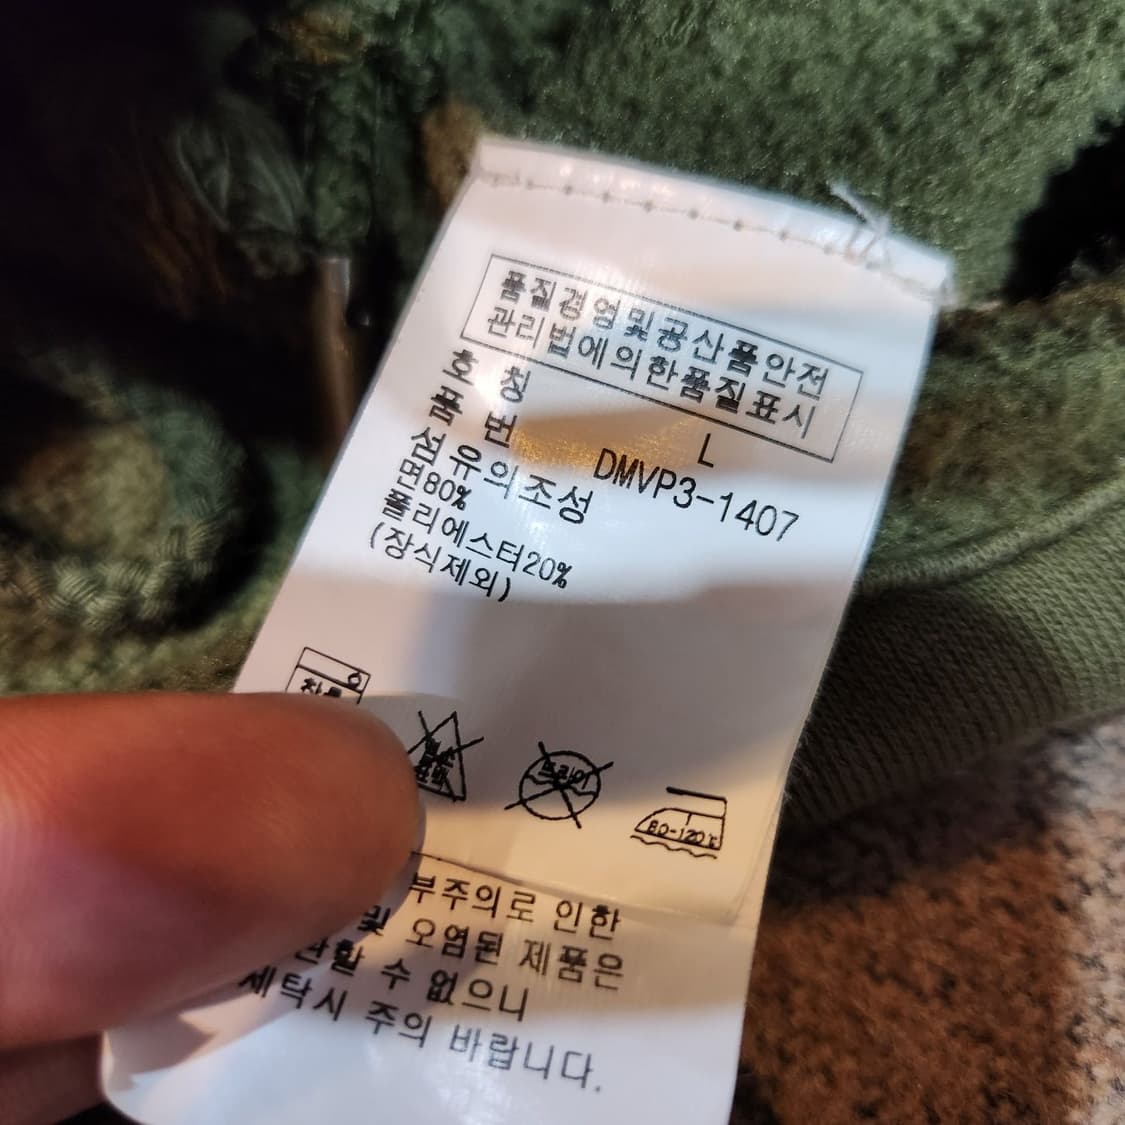 품질경영및공산품안전
관리법에의한품질표시
호 칭 L
품 번 DMVP3-1407
섬유의조성
면80%
폴리에스터20%
(장식제외)
드라이
80-120℃
부주의로 인한
및 오염된 제품은
환할 수 없으니
세탁시 주의 바랍니다.